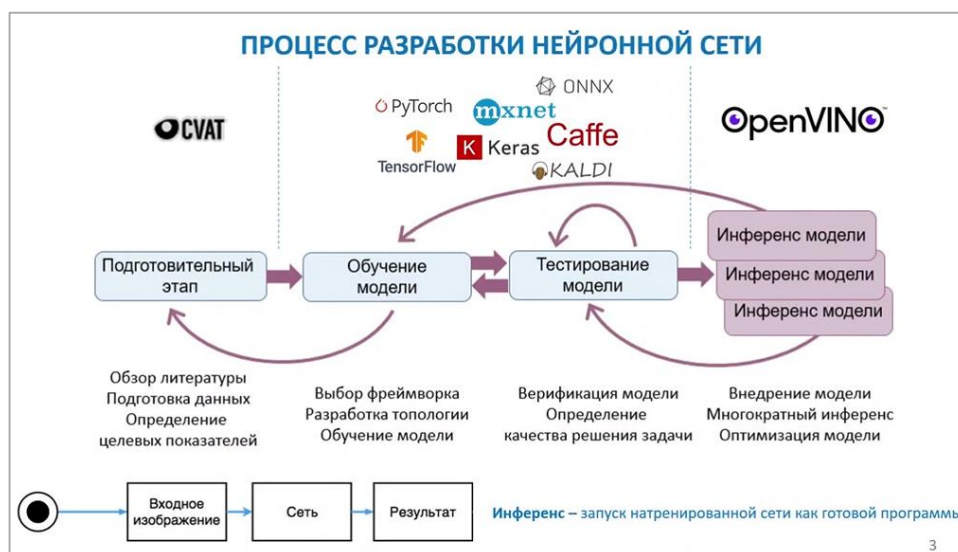 ПРОЦЕСС РАЗРАБОТКИ НЕЙРОННОЙ СЕТИ
CVAT
PyTorch
mxnet
ONNX
TensorFlow
Keras
Caffe
KALDI
OpenVINO™
Подготовительный
этап
Обучение
модели
Тестирование
модели
Инференс модели
Инференс модели
Инференс модели
Обзор литературы
Подготовка данных
Определение
целевых показателей
Выбор фреймворка
Разработка топологии
Обучение модели
Верификация модели
Определение
качества решения задачи
Внедрение модели
Многократный инференс
Оптимизация модели
Входное
изображение
Сеть
Результат
Инференс – запуск натренированной сети как готовой программы
3